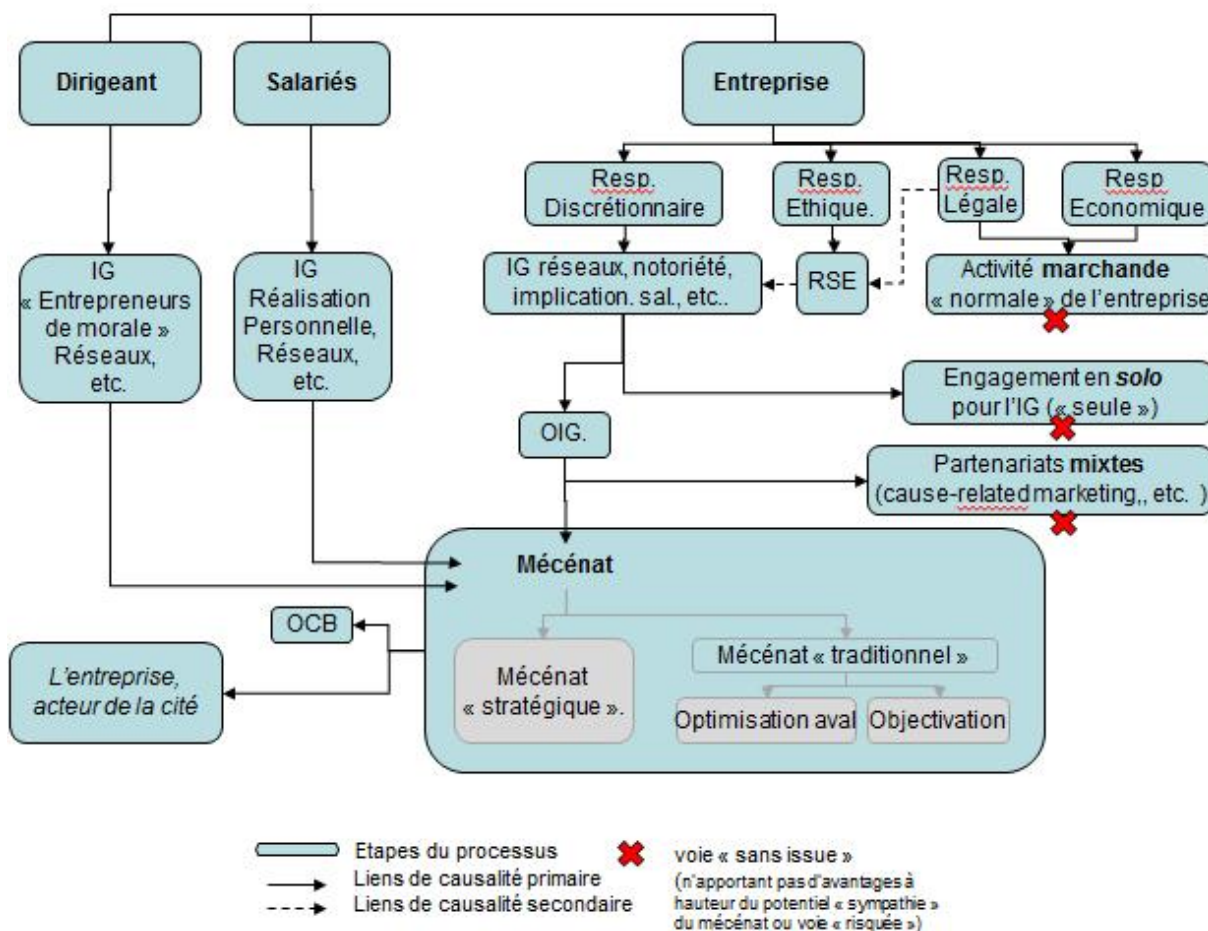 Dirigeant
Salariés
Entreprise
Resp.
Discrétionnaire
Resp.
Ethique.
Resp.
Légale
Resp
Economique
IG
« Entrepreneurs
de morale »
Réseaux,
etc.
IG
Réalisation
Personnelle,
Réseaux,
etc.
IG réseaux, notoriété,
implication. sal., etc..
RSE
Activité marchande
« normale » de l'entreprise
Engagement en solo
pour l'IG (« seule »)
OIG.
Partenariats mixtes
(cause-related marketing,, etc. )
Mécénat
OCB
L'entreprise,
acteur de la cité
Mécénat
« stratégique ».
Mécénat « traditionnel »
Optimisation aval
Objectivation
Etapes du processus
Liens de causalité primaire
Liens de causalité secondaire
voie « sans issue »
(n'apportant pas d'avantages à
hauteur du potentiel « sympathie »
du mécénat ou voie « risquée »)